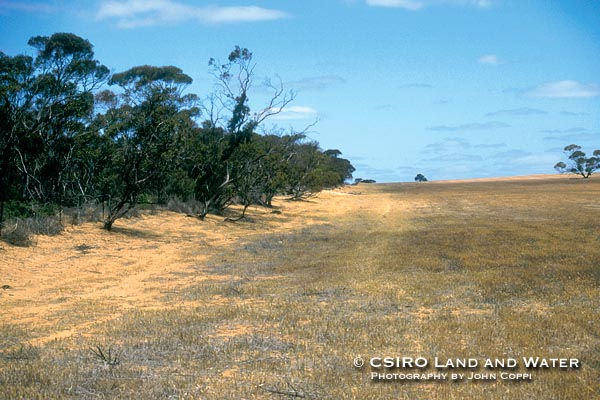 © CSIRO Land and Water
Photography by John Coppi